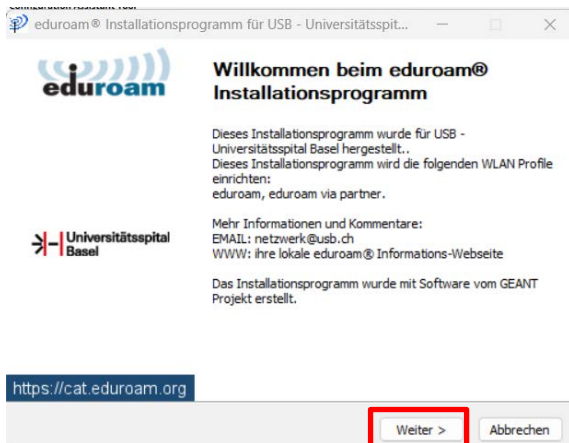 eduroam® Installationsprogramm für USB - Universitätsspit...
eduroam
Willkommen beim eduroam®
Installationsprogramm
Dieses Installationsprogramm wurde für USB -
Universitätsspital Basel hergestellt..
Dieses Installationsprogramm wird die folgenden WLAN Profile
einrichten:
eduroam, eduroam via partner.
Universitätsspital
Basel
Mehr Informationen und Kommentare:
EMAIL: netzwerk@usb.ch
WWW: ihre lokale eduroam® Informations-Webseite
Das Installationsprogramm wurde mit Software vom GEANT
Projekt erstellt.
https://cat.eduroam.org
Weiter >
Abbrechen